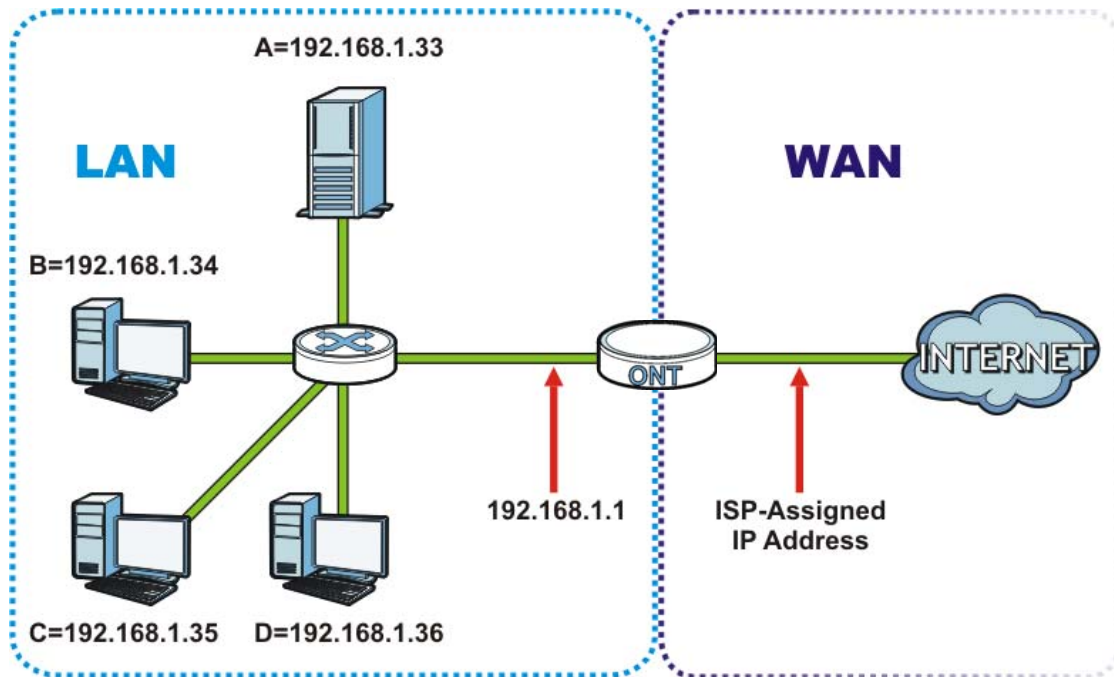 A=192.168.1.33
LAN
WAN
B=192.168.1.34
INTERNET
ONT
192.168.1.1
ISP-Assigned
IP Address
C=192.168.1.35
D=192.168.1.36